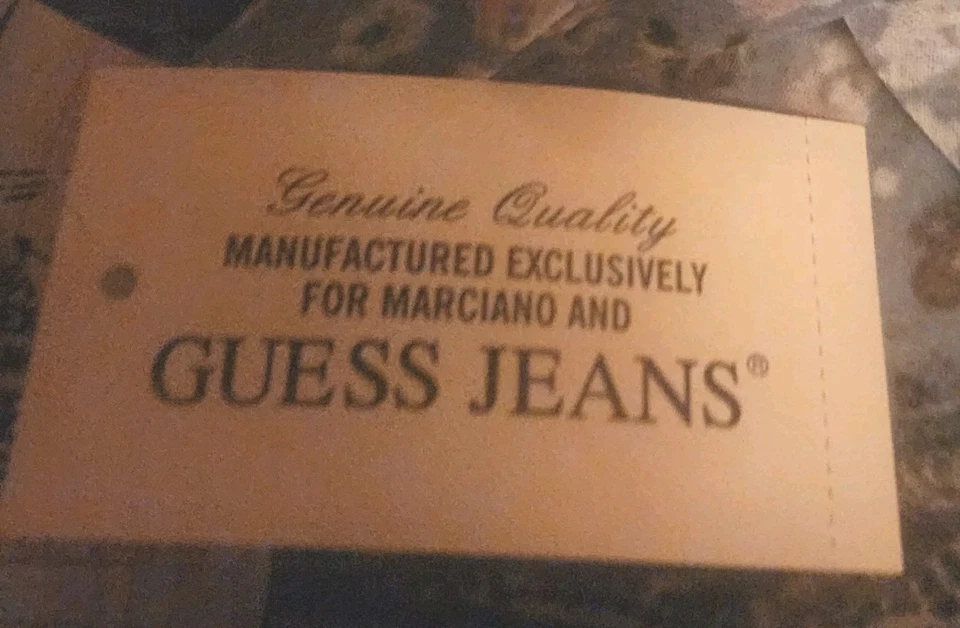 Genuine Quality
MANUFACTURED EXCLUSIVELY
FOR MARCIANO AND
GUESS JEANS®